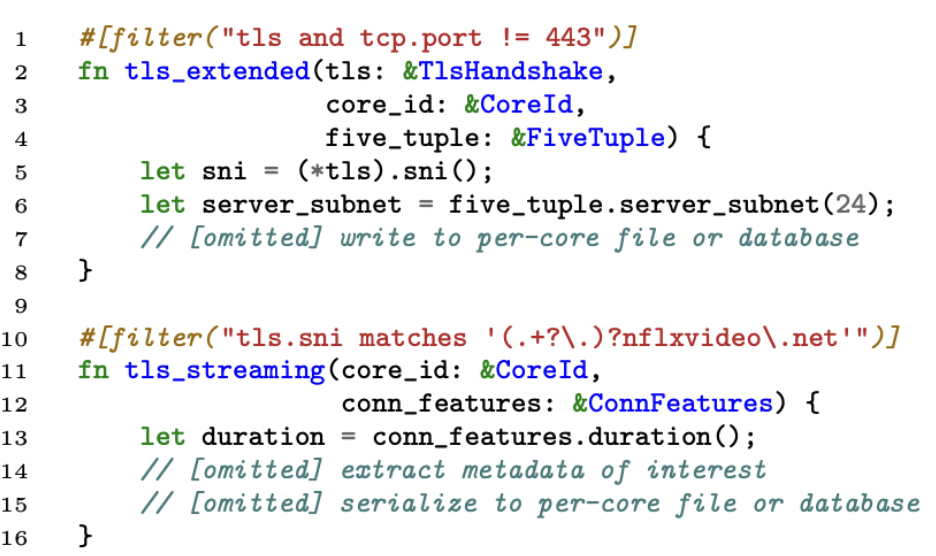 1 #[filter("tls and tcp.port != 443")]
2 fn tls_extended(tls: &TlsHandshake,
3 core_id: &CoreId,
4 five_tuple: &FiveTuple) {
5 let sni = (*tls).sni();
6 let server_subnet = five_tuple.server_subnet(24);
7 // [omitted] write to per-core file or database
8 }
9
10 #[filter("tls.sni matches '(.+?\.)?nflxvideo\.net'")]
11 fn tls_streaming(core_id: &CoreId,
12 conn_features: &ConnFeatures) {
13 let duration = conn_features.duration();
14 // [omitted] extract metadata of interest
15 // [omitted] serialize to per-core file or database
16 }